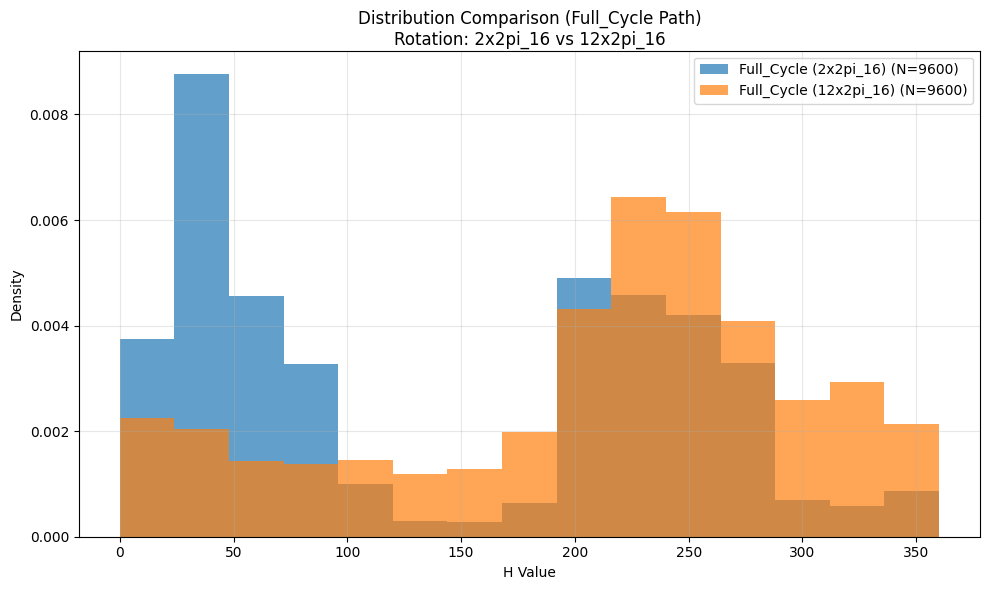 Distribution Comparison (Full_Cycle Path)
Rotation: 2x2pi_16 vs 12x2pi_16
Full_Cycle (2x2pi_16) (N=9600)
Full_Cycle (12x2pi_16) (N=9600)
Density
0.008
0.006
0.004
0.002
0.000
0 50 100 150 200 250 300 350
H Value